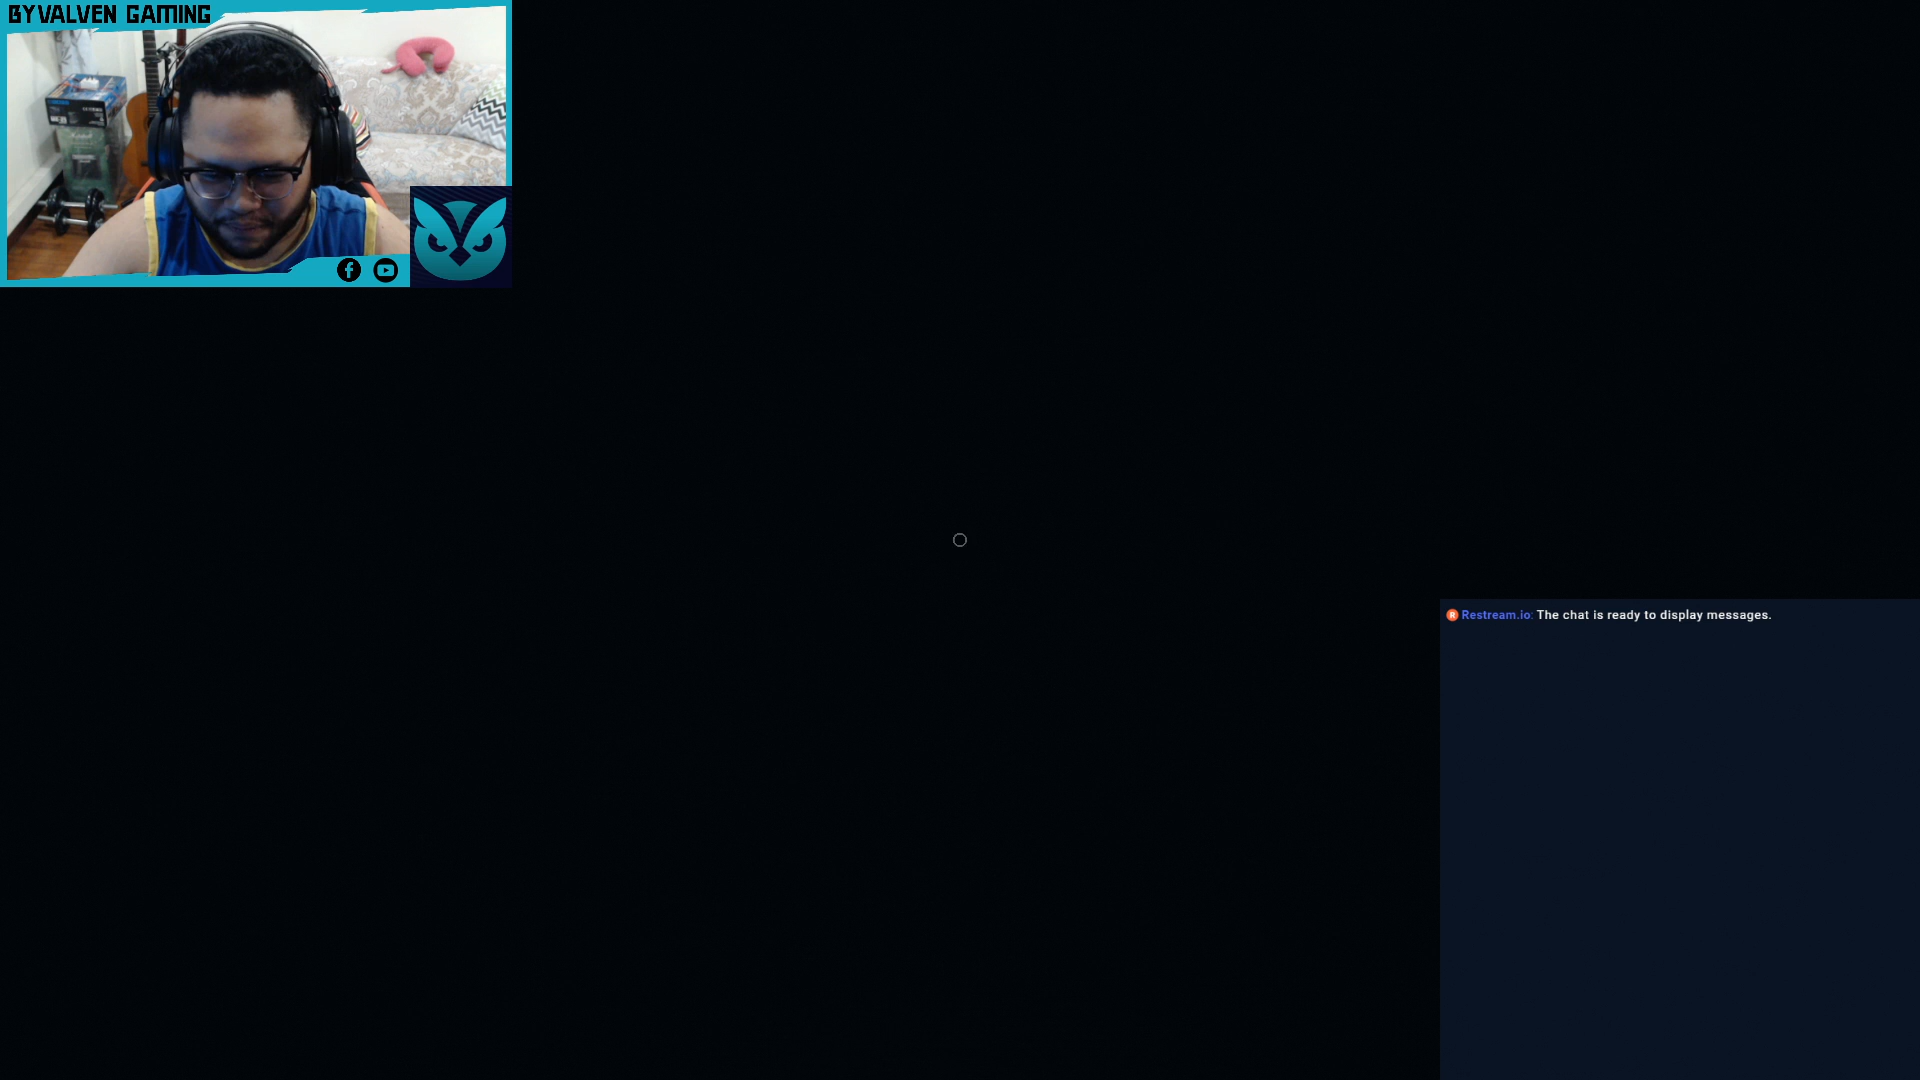 BYVALVEN GAMING
Restream.io: The chat is ready to display messages.